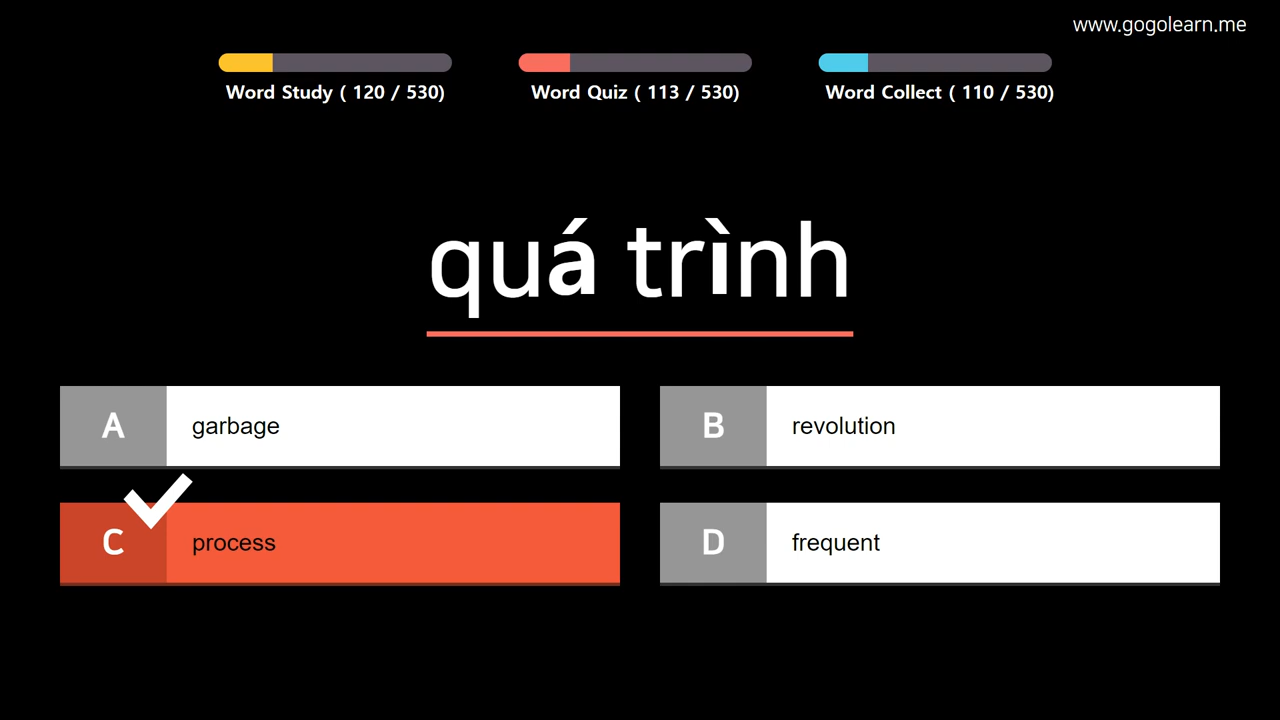 www.gogolearn.me
Word Study ( 120 / 530)
Word Quiz ( 113 / 530)
Word Collect ( 110 / 530)
quá trình
A garbage
B revolution
C process
D frequent